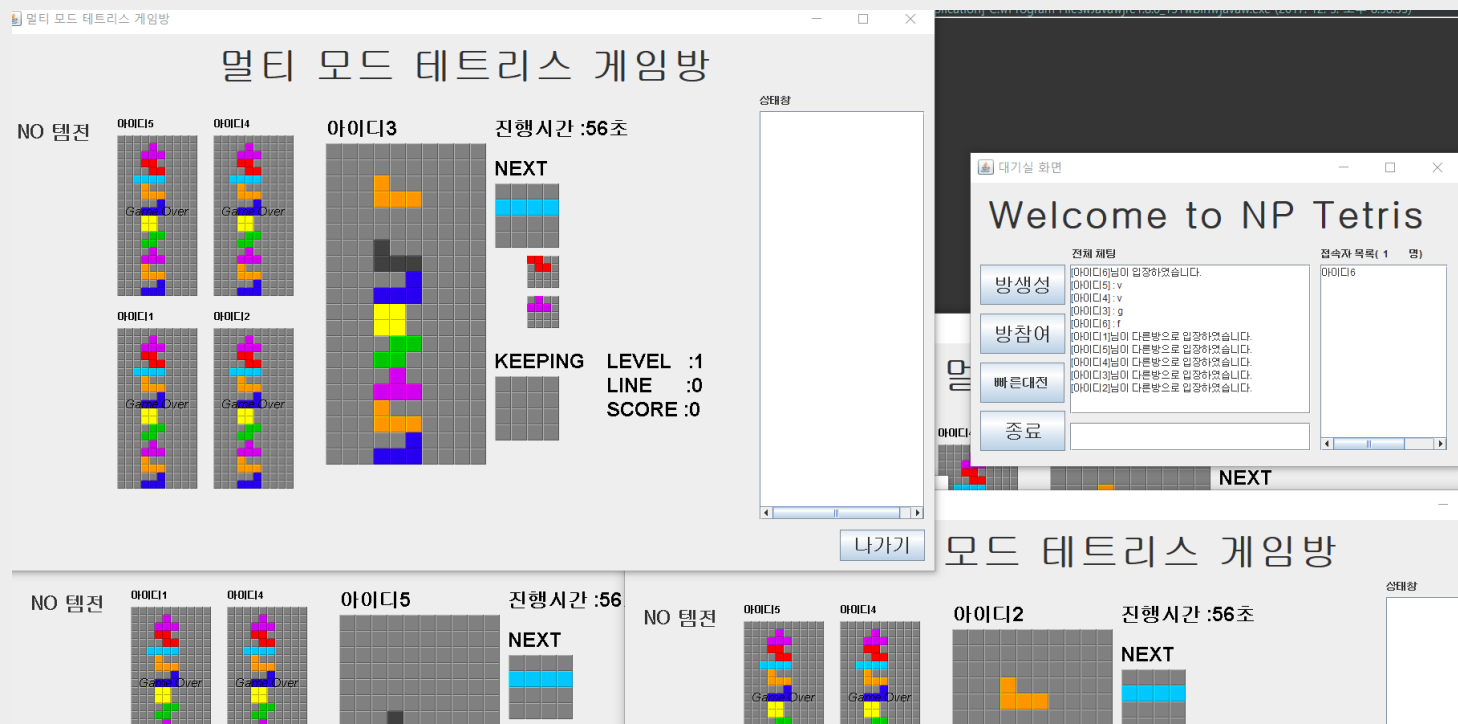 멀티 모드 테트리스 게임방
멀티 모드 테트리스 게임방
상태창
NO 템전
아이디5
아이디4
아이디3
진행시간 :56초
NEXT
Game Over
Game Over
아이디1
아이디2
Game Over
Game Over
KEEPING
LEVEL :1
LINE :0
SCORE :0
나가기
대기실 화면
Welcome to NP Tetris
전체 채팅
접속자 목록( 1 명)
방생성
방참여
빠른대전
종료
[아이디6]님이 입장하였습니다.
[아이디5] : v
[아이디4] : v
[아이디3] : g
[아이디6] : f
[아이디1]님이 다른방으로 입장하였습니다.
[아이디5]님이 다른방으로 입장하였습니다.
[아이디4]님이 다른방으로 입장하였습니다.
[아이디3]님이 다른방으로 입장하였습니다.
[아이디2]님이 다른방으로 입장하였습니다.
아이디6
멀
NEXT
NO 템전
아이디1
아이디4
아이디5
진행시간 :56
NEXT
Game Over
Game Over
모드 테트리스 게임방
상태창
NO 템전
아이디5
아이디4
아이디2
진행시간 :56초
NEXT
Game Over
Game Over